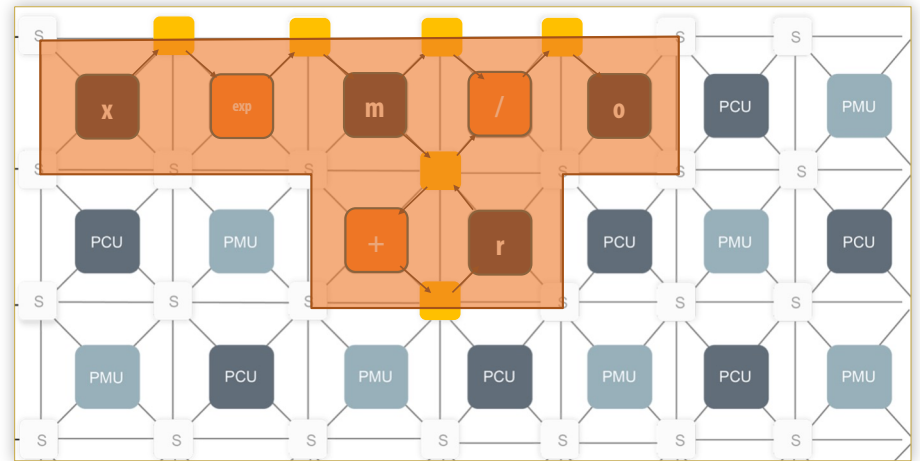 S S S
x exp m / o PCU PMU
S S S S S S
PCU PMU + r PCU PMU PCU
S S S S S
PMU PCU PMU PCU PMU PCU PMU
S S S S S S S